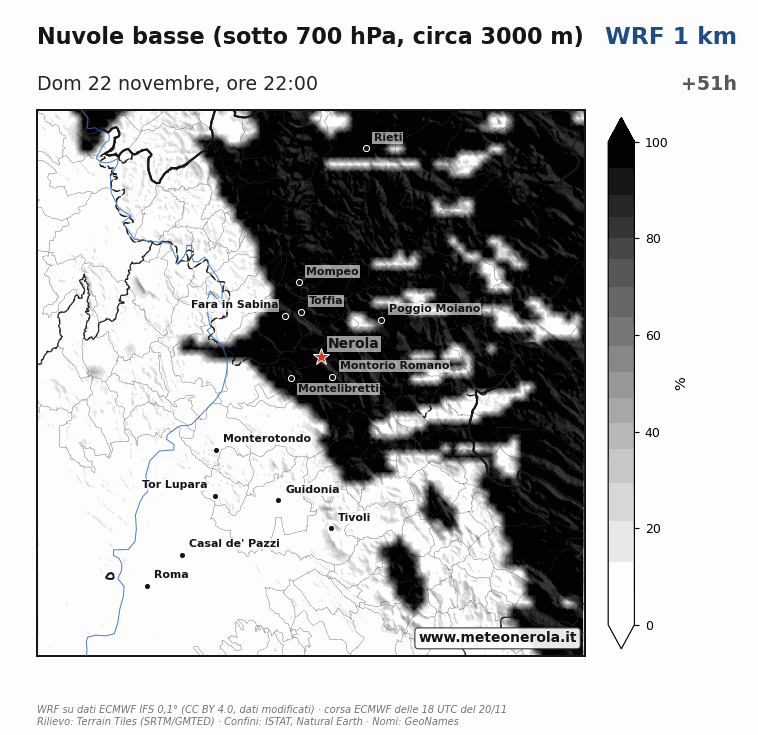 Nuvole basse (sotto 700 hPa, circa 3000 m) WRF 1 km
Dom 22 novembre, ore 22:00 +51h
Rieti
Mompeo
Fara in Sabina
Toffia
Poggio Moiano
Nerola
Montorio Romano
Montelibretti
Monterotondo
Tor Lupara
Guidonia
Tivoli
Casal de' Pazzi
Roma
www.meteonerola.it
100
80
60
40
20
0
%
WRF su dati ECMWF IFS 0,1° (CC BY 4.0, dati modificati) · corsa ECMWF delle 18 UTC del 20/11
Rilievo: Terrain Tiles (SRTM/GMTED) · Confini: ISTAT, Natural Earth · Nomi: GeoNames